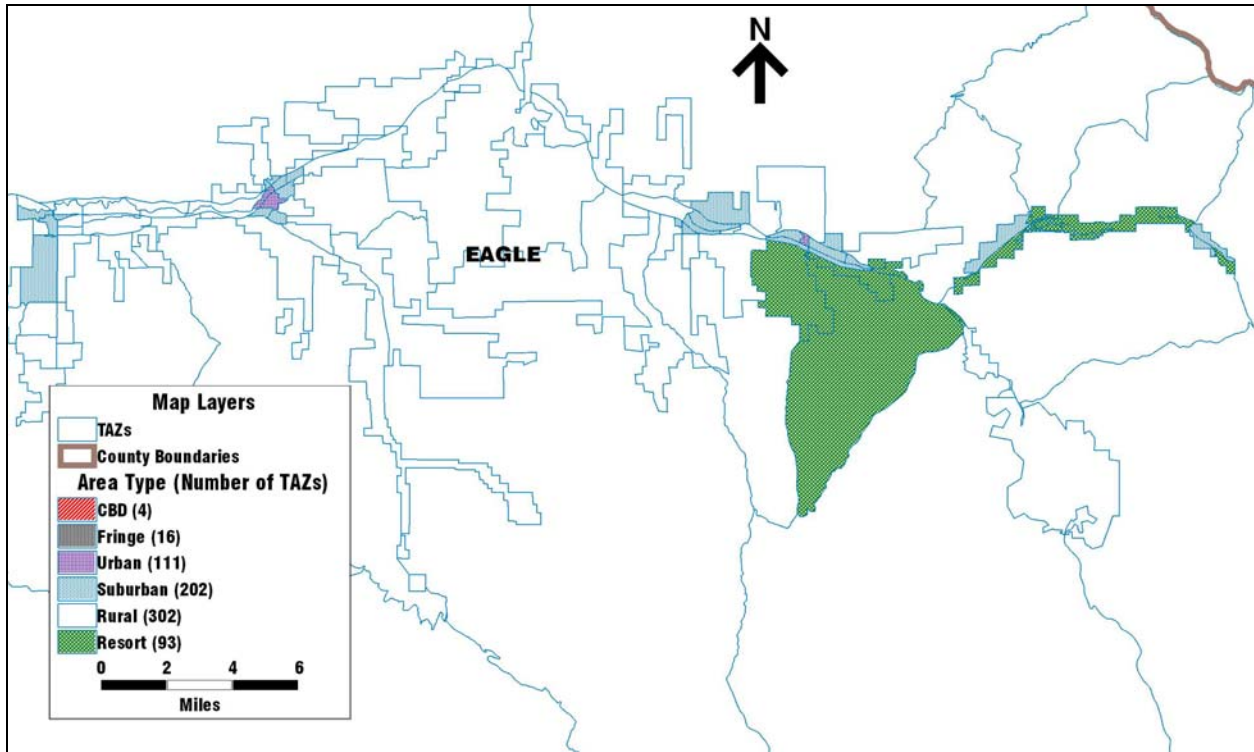 N
EAGLE
Map Layers
TAZs
County Boundaries
Area Type (Number of TAZs)
CBD (4)
Fringe (16)
Urban (111)
Suburban (202)
Rural (302)
Resort (93)
0 2 4 6
Miles